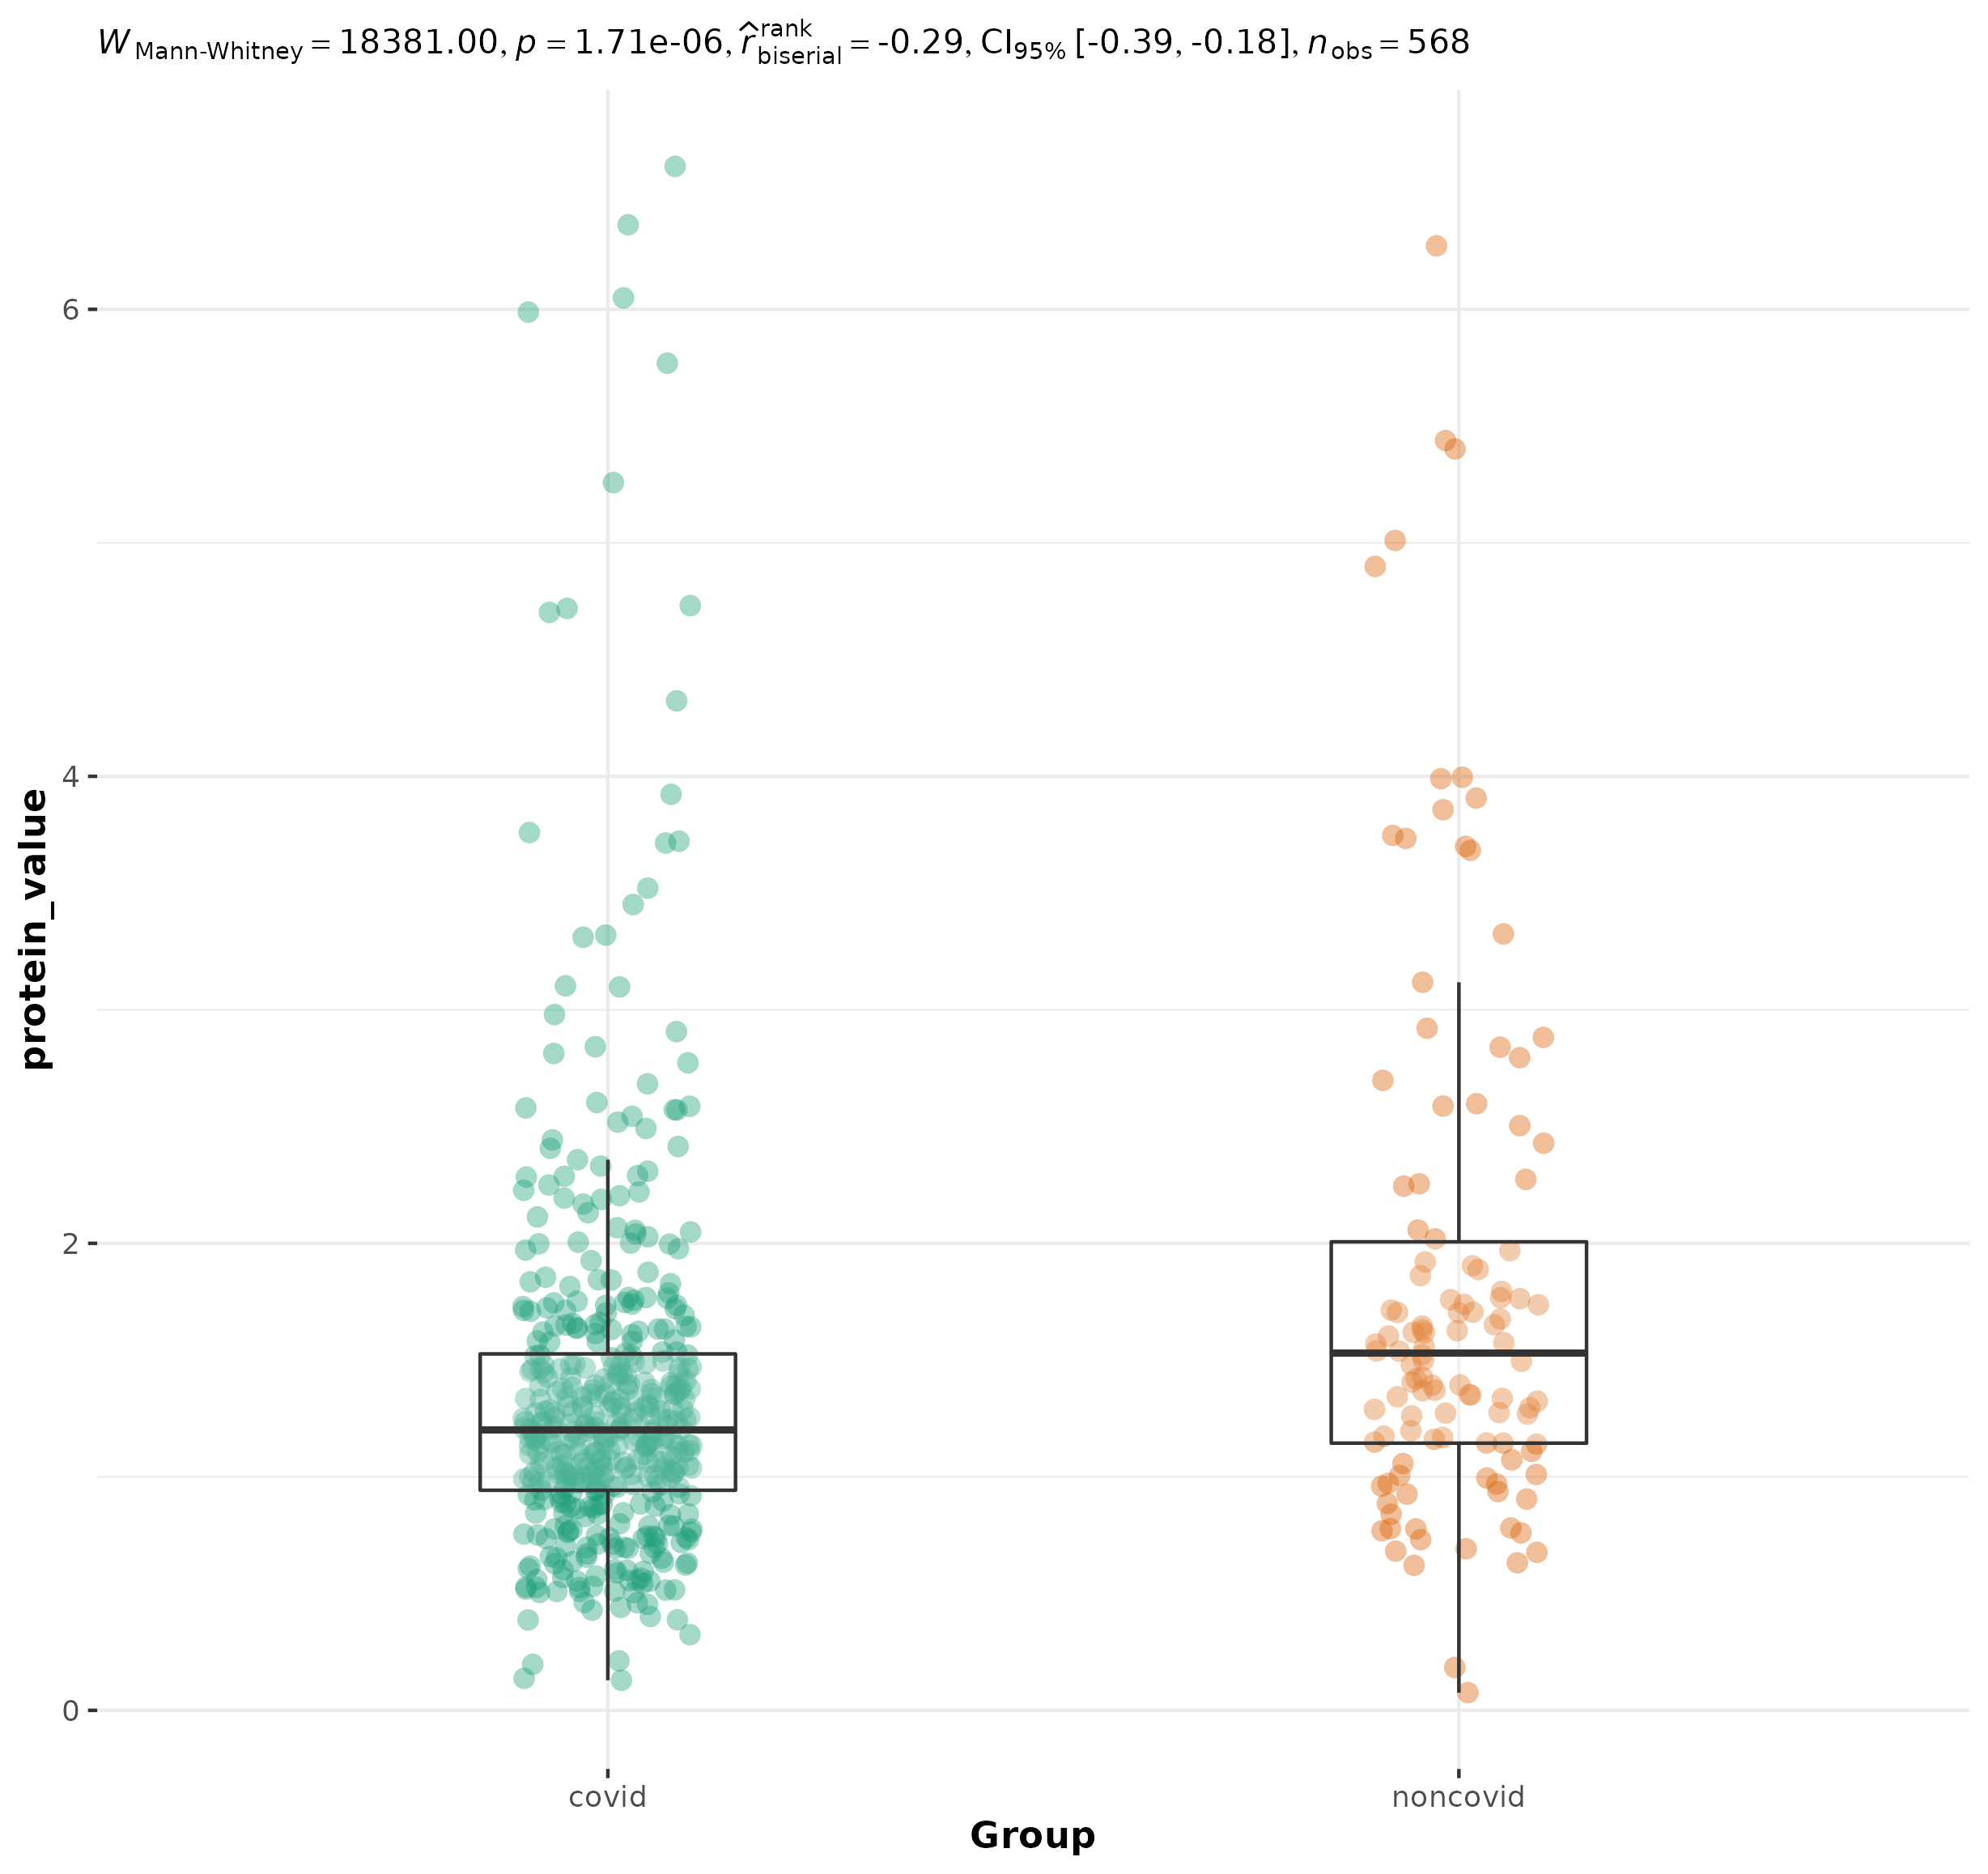 W Mann-Whitney = 18381.00, p = 1.71e-06, r̂ rank biserial = -0.29, CI95% [-0.39, -0.18], n obs = 568
protein_value
6
4
2
0
covid noncovid
Group